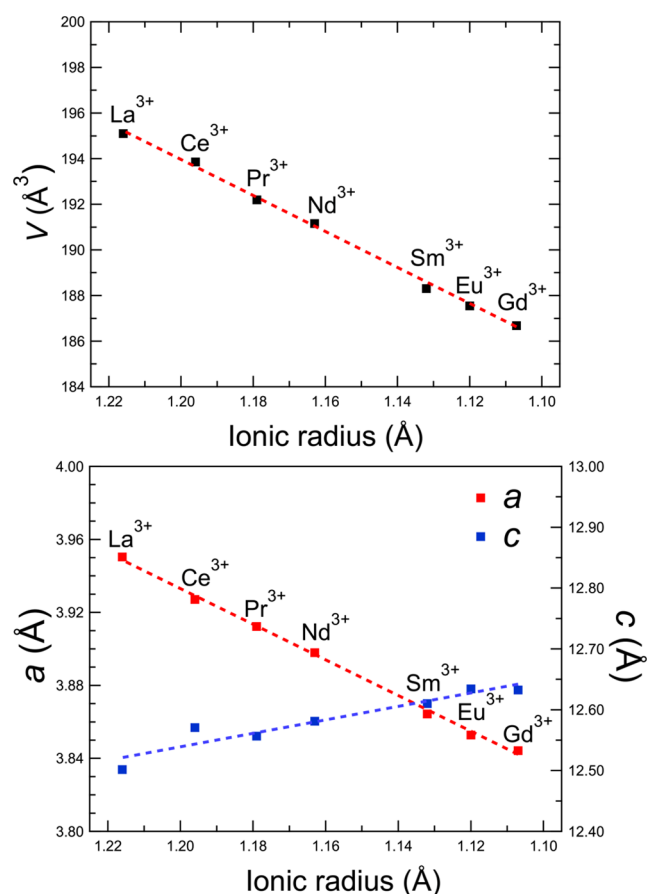 200
198
196
194
192
190
188
186
184
V (Å³)
La³⁺
Ce³⁺
Pr³⁺
Nd³⁺
Sm³⁺
Eu³⁺
Gd³⁺
1.22 1.20 1.18 1.16 1.14 1.12 1.10
Ionic radius (Å)
4.00
3.96
3.92
3.88
3.84
3.80
a (Å)
13.00
12.90
12.80
12.70
12.60
12.50
12.40
c (Å)
a
c
La³⁺
Ce³⁺
Pr³⁺
Nd³⁺
Sm³⁺
Eu³⁺
Gd³⁺
1.22 1.20 1.18 1.16 1.14 1.12 1.10
Ionic radius (Å)